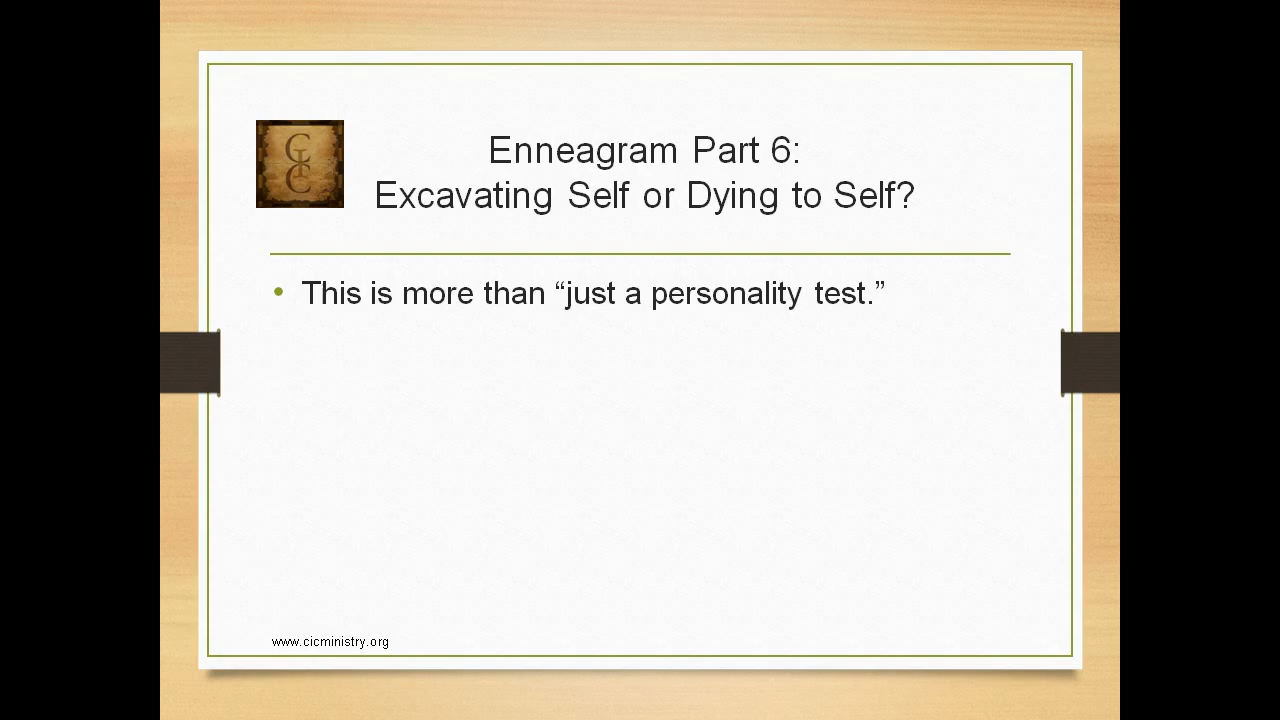 CIC
Enneagram Part 6:
Excavating Self or Dying to Self?
• This is more than “just a personality test.”
www.cicministry.org